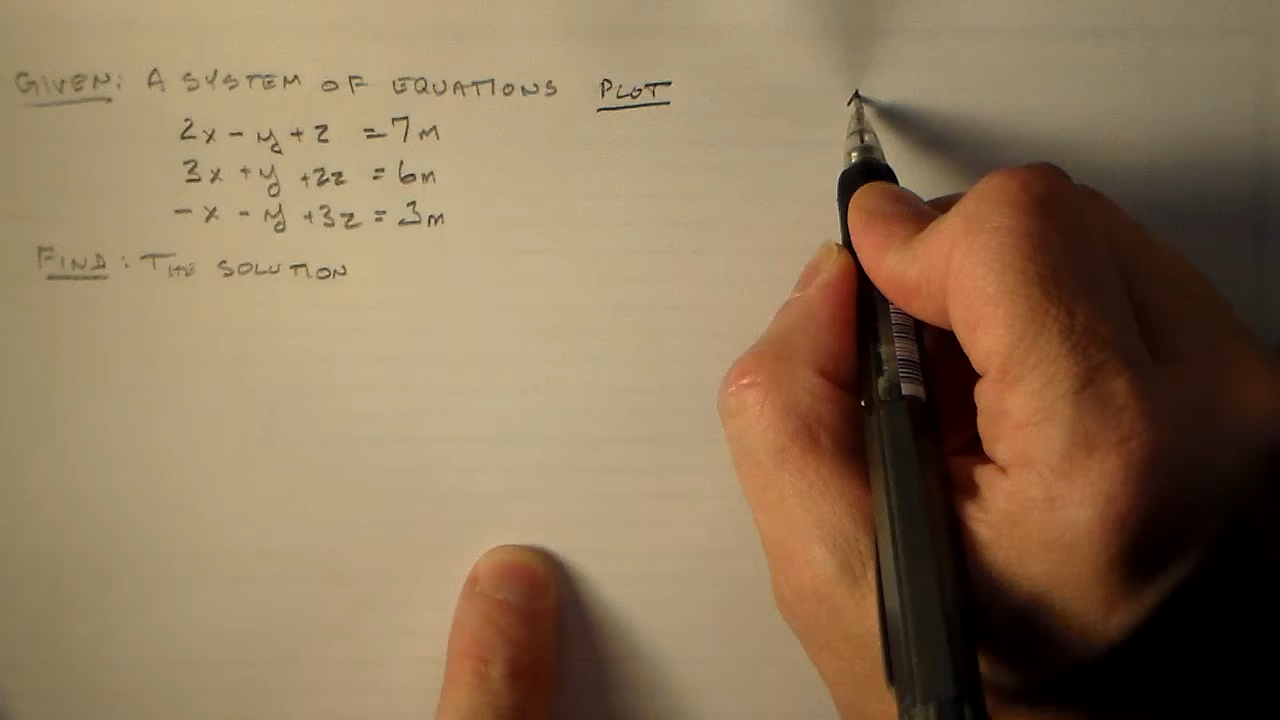 GIVEN: A SYSTEM OF EQUATIONS PLOT
2x - y + z = 7m
3x + y + 2z = 6m
-x - y + 3z = 3m
FIND: THE SOLUTION